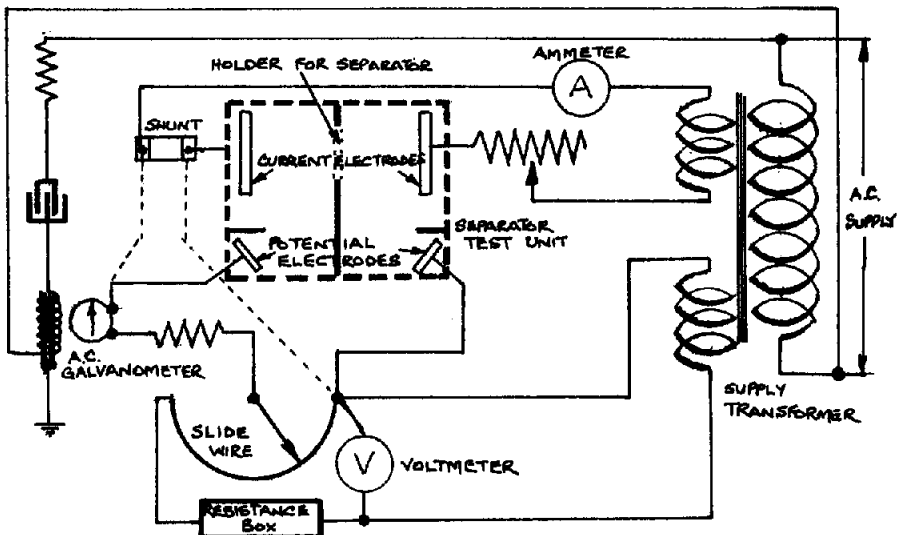 AMMETER
A
HOLDER FOR SEPARATOR
SHUNT
CURRENT ELECTRODES
A.C.
SUPPLY
SEPARATOR
TEST UNIT
POTENTIAL
ELECTRODES
A.C.
GALVANOMETER
SUPPLY
TRANSFORMER
SLIDE
WIRE
V
VOLTMETER
RESISTANCE
BOX